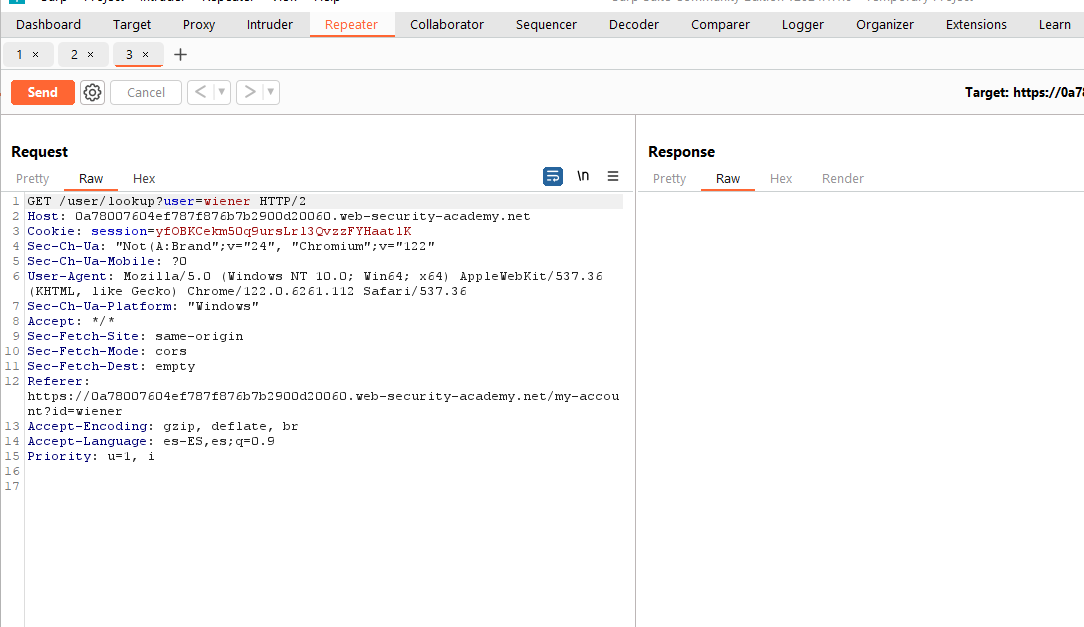 Dashboard Target Proxy Intruder Repeater Collaborator Sequencer Decoder Comparer Logger Organizer Extensions Learn
1 × 2 × 3 × +
Send Cancel < ▼ > ▼ Target: https://0a78
Request
Pretty Raw Hex \n
1 GET /user/lookup?user=wiener HTTP/2
2 Host: 0a78007604ef787f876b7b2900d20060.web-security-academy.net
3 Cookie: session=yfOBKCekm50q9ursLrl3QvzzFYHaatlK
4 Sec-Ch-Ua: "Not(A:Brand";v="24", "Chromium";v="122"
5 Sec-Ch-Ua-Mobile: ?0
6 User-Agent: Mozilla/5.0 (Windows NT 10.0; Win64; x64) AppleWebKit/537.36
(KHTML, like Gecko) Chrome/122.0.6261.112 Safari/537.36
7 Sec-Ch-Ua-Platform: "Windows"
8 Accept: */*
9 Sec-Fetch-Site: same-origin
10 Sec-Fetch-Mode: cors
11 Sec-Fetch-Dest: empty
12 Referer:
https://0a78007604ef787f876b7b2900d20060.web-security-academy.net/my-accou
nt?id=wiener
13 Accept-Encoding: gzip, deflate, br
14 Accept-Language: es-ES,es;q=0.9
15 Priority: u=1, i
16
17
Response
Pretty Raw Hex Render